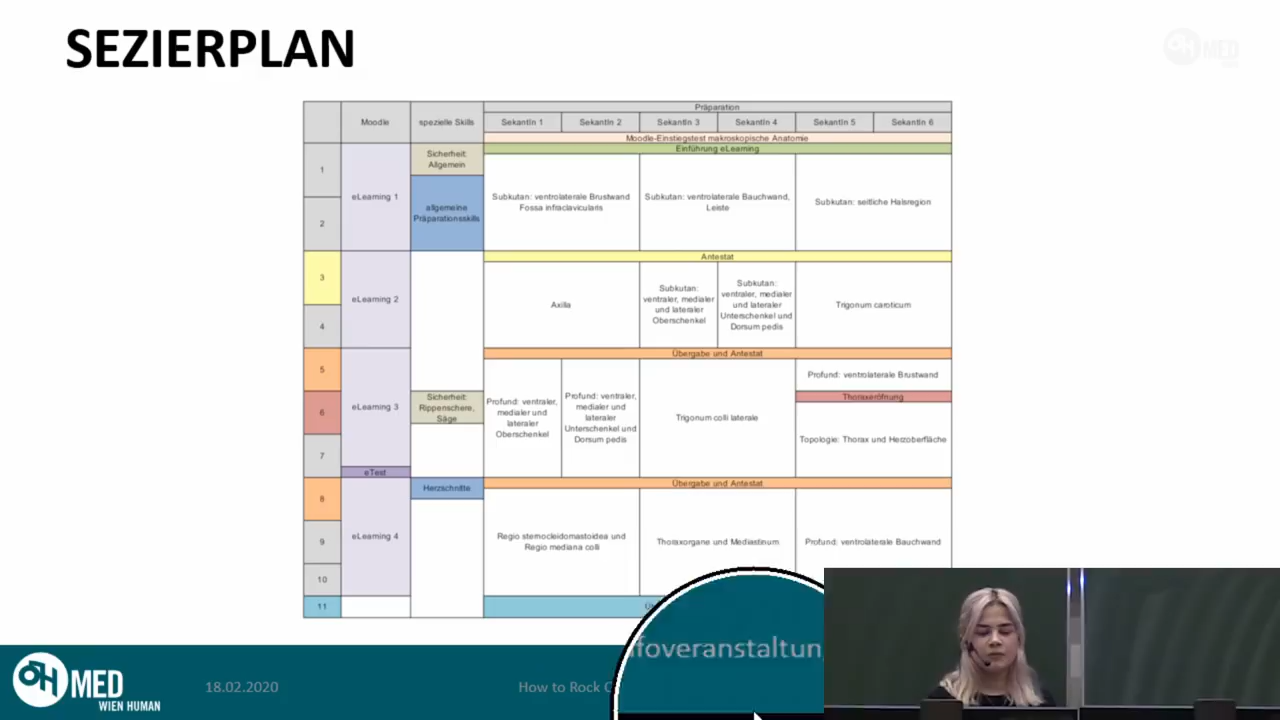 SEZIERPLAN
ÖH MED
Präparation
Moodle
spezielle Skills
SekantIn 1
SekantIn 2
SekantIn 3
SekantIn 4
SekantIn 5
SekantIn 6
Moodle-Einstiegstest makroskopische Anatomie
Einführung eLearning
1
2
eLearning 1
Sicherheit:
Allgemein
allgemeine
Präparationsskills
Subkutan: ventrolaterale Brustwand
Fossa infraclavicularis
Subkutan: ventrolaterale Bauchwand,
Leiste
Subkutan: seitliche Halsregion
Antestat
3
4
eLearning 2
Axilla
Subkutan:
ventraler, medialer
und lateraler
Oberschenkel
Subkutan:
ventraler, medialer
und lateraler
Unterschenkel und
Dorsum pedis
Trigonum caroticum
Übergabe und Antestat
5
6
7
eLearning 3
eTest
Sicherheit:
Rippenschere,
Säge
Profund: ventraler,
medialer und
lateraler
Oberschenkel
Profund: ventraler,
medialer und
lateraler
Unterschenkel und
Dorsum pedis
Trigonum colli laterale
Profund: ventrolaterale Brustwand
Thoraxeröfnung
Topologie: Thorax und Herzoberfläche
Übergabe und Antestat
8
9
10
eLearning 4
Herzschnitte
Regio sternocleidomastoidea und
Regio mediana colli
Thoraxorgane und Mediastinum
Profund: ventrolaterale Bauchwand
11
foveranstaltun
ÖH MED
WIEN HUMAN
18.02.2020
How to Rock